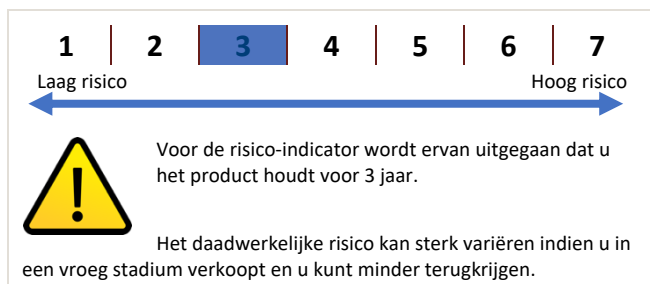 1 2 3 4 5 6 7
Laag risico Hoog risico
Voor de risico-indicator wordt ervan uitgegaan dat u
het product houdt voor 3 jaar.
Het daadwerkelijke risico kan sterk variëren indien u in
een vroeg stadium verkoopt en u kunt minder terugkrijgen.